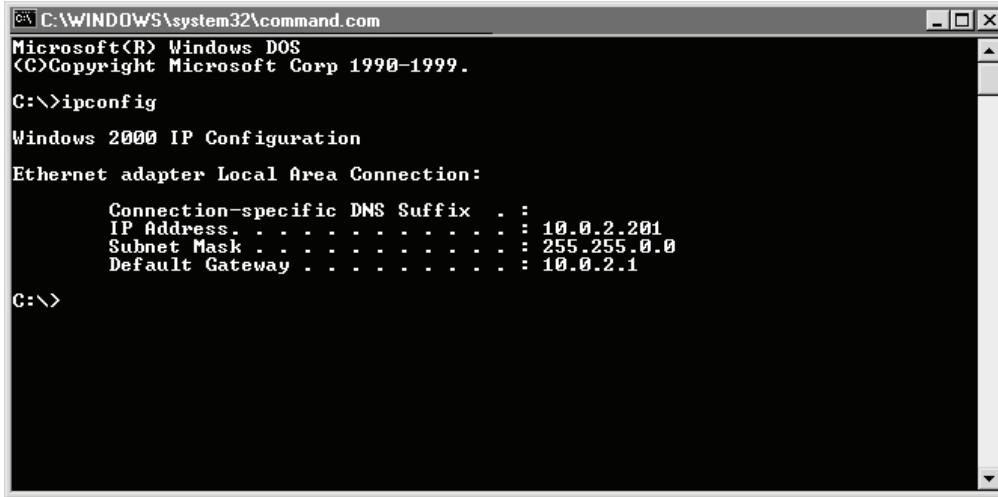 C:\WINDOWS\system32\command.com
Microsoft(R) Windows DOS
(C)Copyright Microsoft Corp 1990-1999.
C:\>ipconfig
Windows 2000 IP Configuration
Ethernet adapter Local Area Connection:
Connection-specific DNS Suffix . :
IP Address. . . . . . . . . . . . : 10.0.2.201
Subnet Mask . . . . . . . . . . . : 255.255.0.0
Default Gateway . . . . . . . . . : 10.0.2.1
C:\>